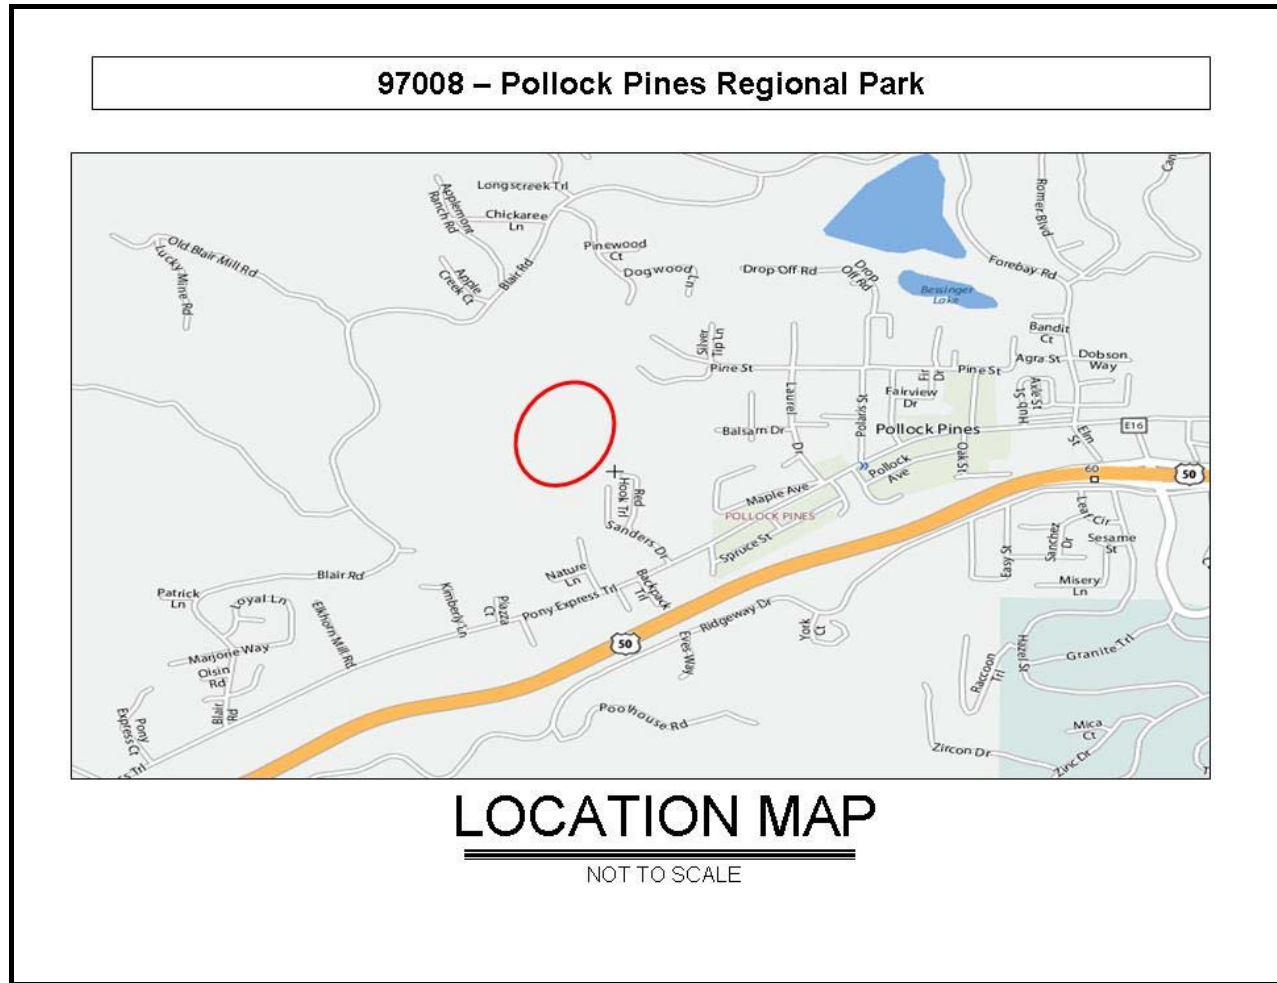 97008 – Pollock Pines Regional Park
Longscreek Trl
Applemont
Ranch Rd
Chickaree
Ln
Romer Blvd
Can
Old Blair Mill Rd
Lucky Mine Rd
Apple
Creek Ct
Blair Rd
Pinewood
Ct
Dogwood Ln
Drop Off Rd
Drop
Off Rd
Forebay Rd
Bessinger
Lake
Silver
Tip Ln
Pine St
Fir
Dr
Pine St
Bandit
Ct
Agra St
Dobson
Way
Laurel
Dr
Polaris St
Fairview
Dr
Axle St
Hub St
Balsam Dr
Pollock Pines
E16
Elm
St
Oak St
Pollock
Ave
60
50
Red
Hook Trl
Maple Ave
POLLOCK PINES
Sanders Dr
Spruce St
Leaf Cir
Sanchez
Dr
Sesame
St
Easy St
Misery
Ln
Blair Rd
Nature
Ln
Patrick
Ln
Loyal Ln
Elkhorn Mill Rd
Kimberly Ln
Piazza
Ct
Pony Express Trl
Backpack
Trl
Ridgeway Dr
York
Ct
50
Eves Way
Hazel St
Granite Trl
Raccoon
Trl
Marjorie Way
Oisin
Rd
Blair
Rd
Pony
Express Ct
ss Trl
Poolhouse Rd
Mica
Ct
Zircon Dr
Zinc Dr
LOCATION MAP
NOT TO SCALE